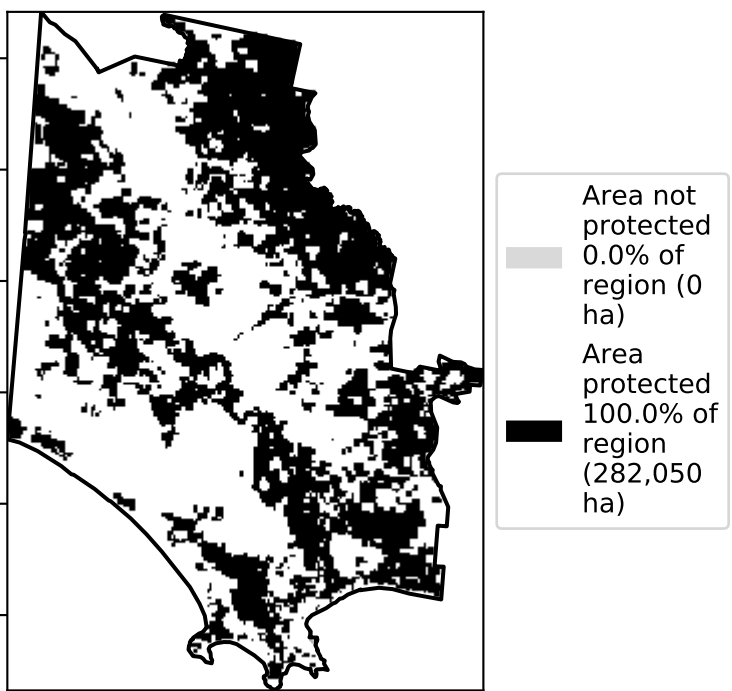 Area not
protected
0.0% of
region (0
ha)
Area
protected
100.0% of
region
(282,050
ha)